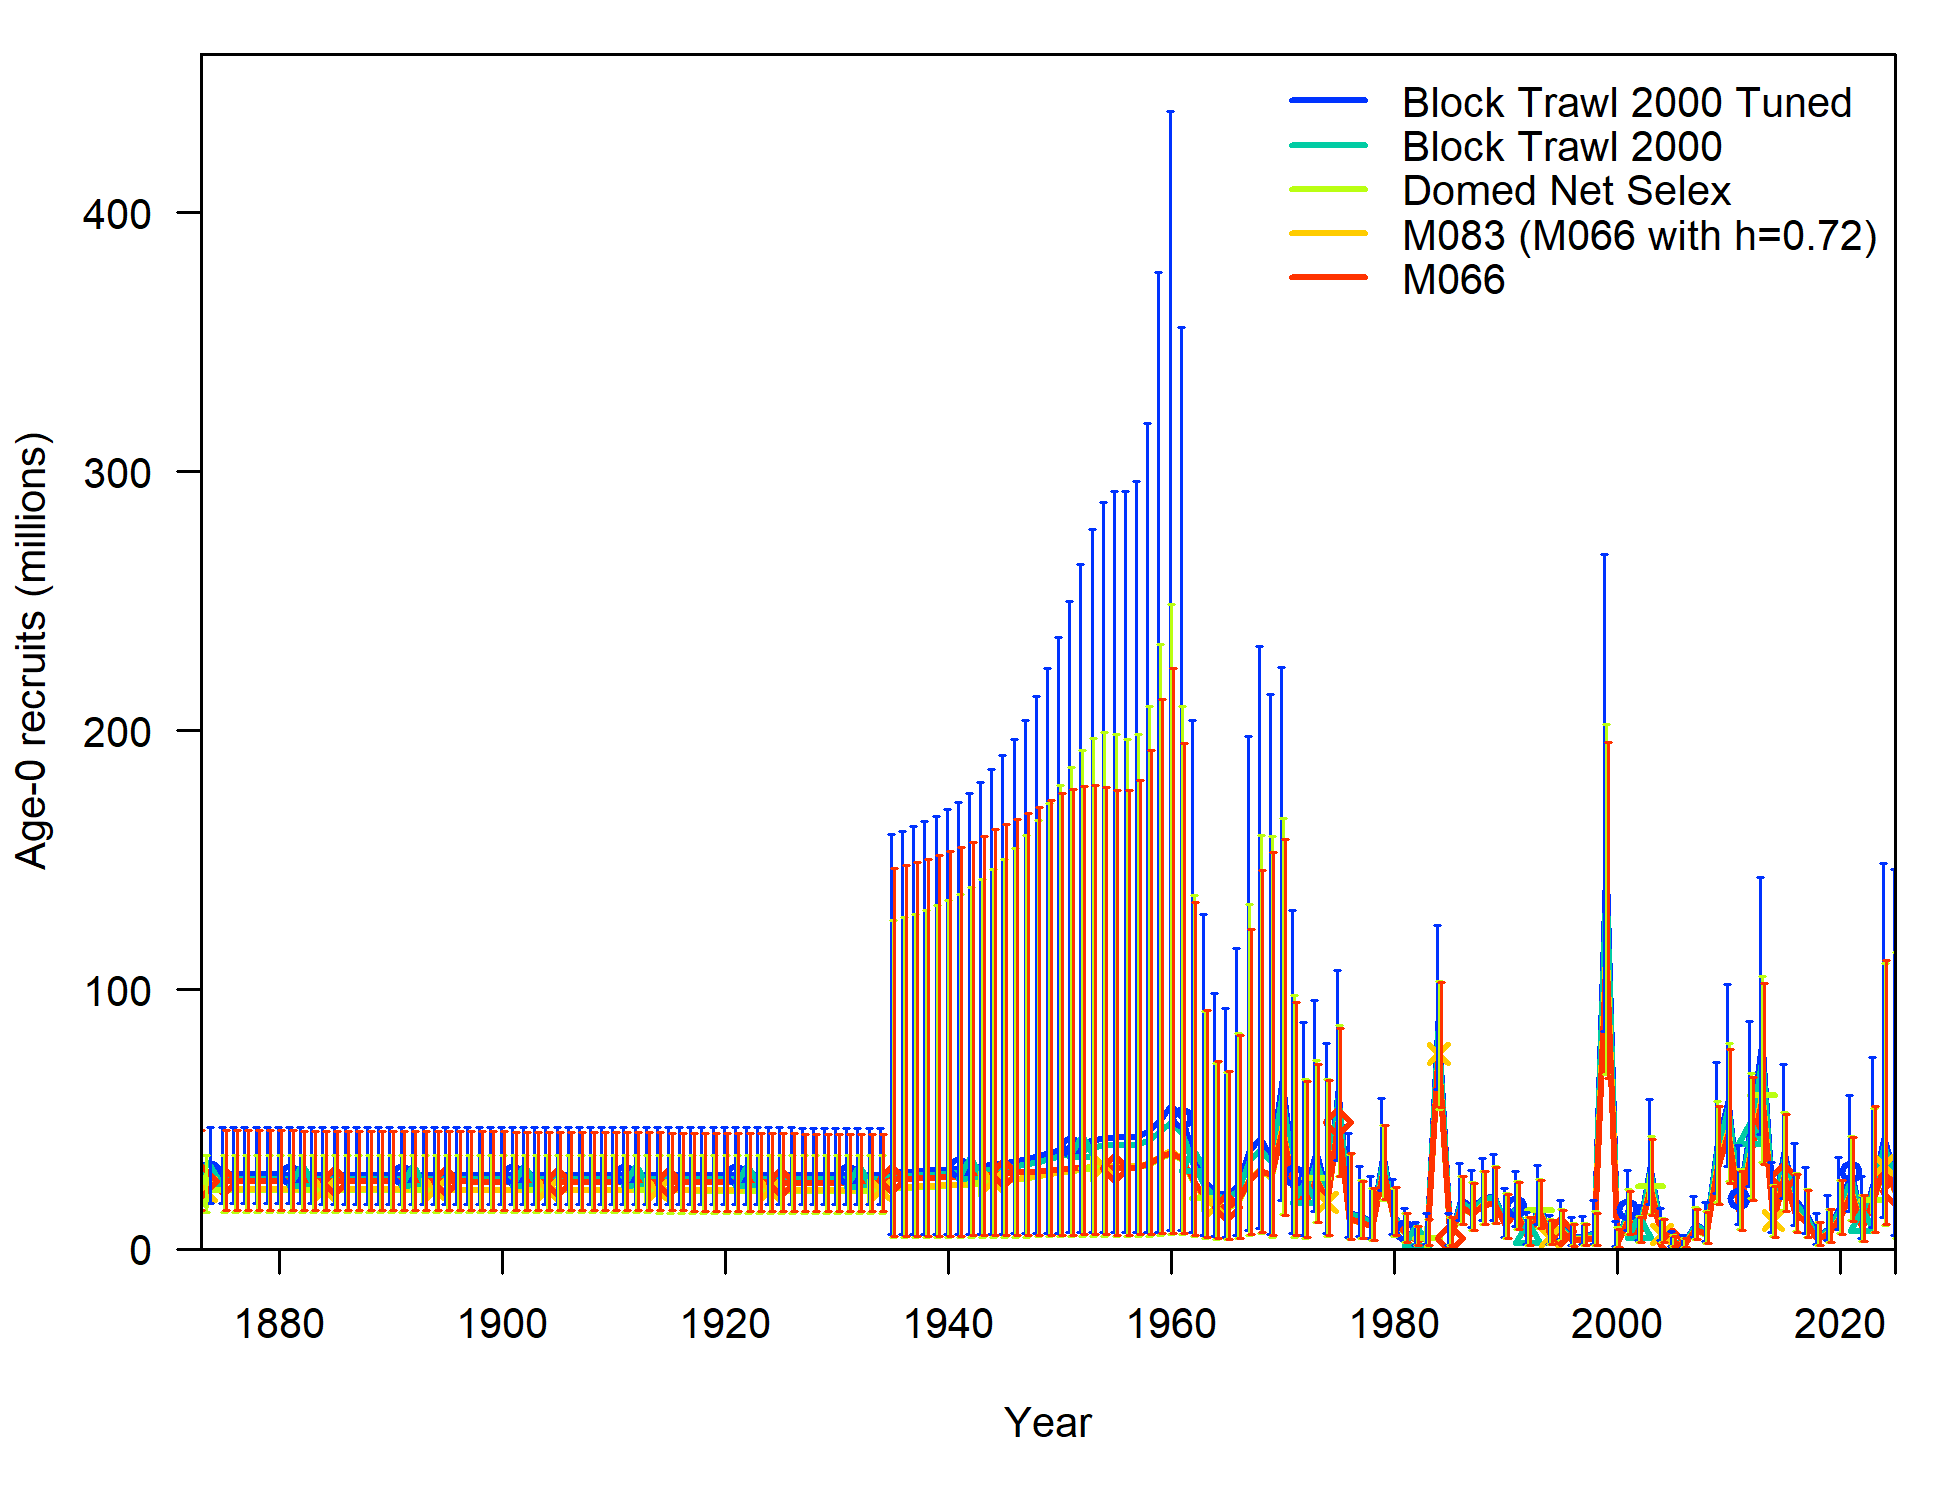 Block Trawl 2000 Tuned
Block Trawl 2000
Domed Net Selex
M083 (M066 with h=0.72)
M066
Age-0 recruits (millions)
400
300
200
100
0
1880 1900 1920 1940 1960 1980 2000 2020
Year